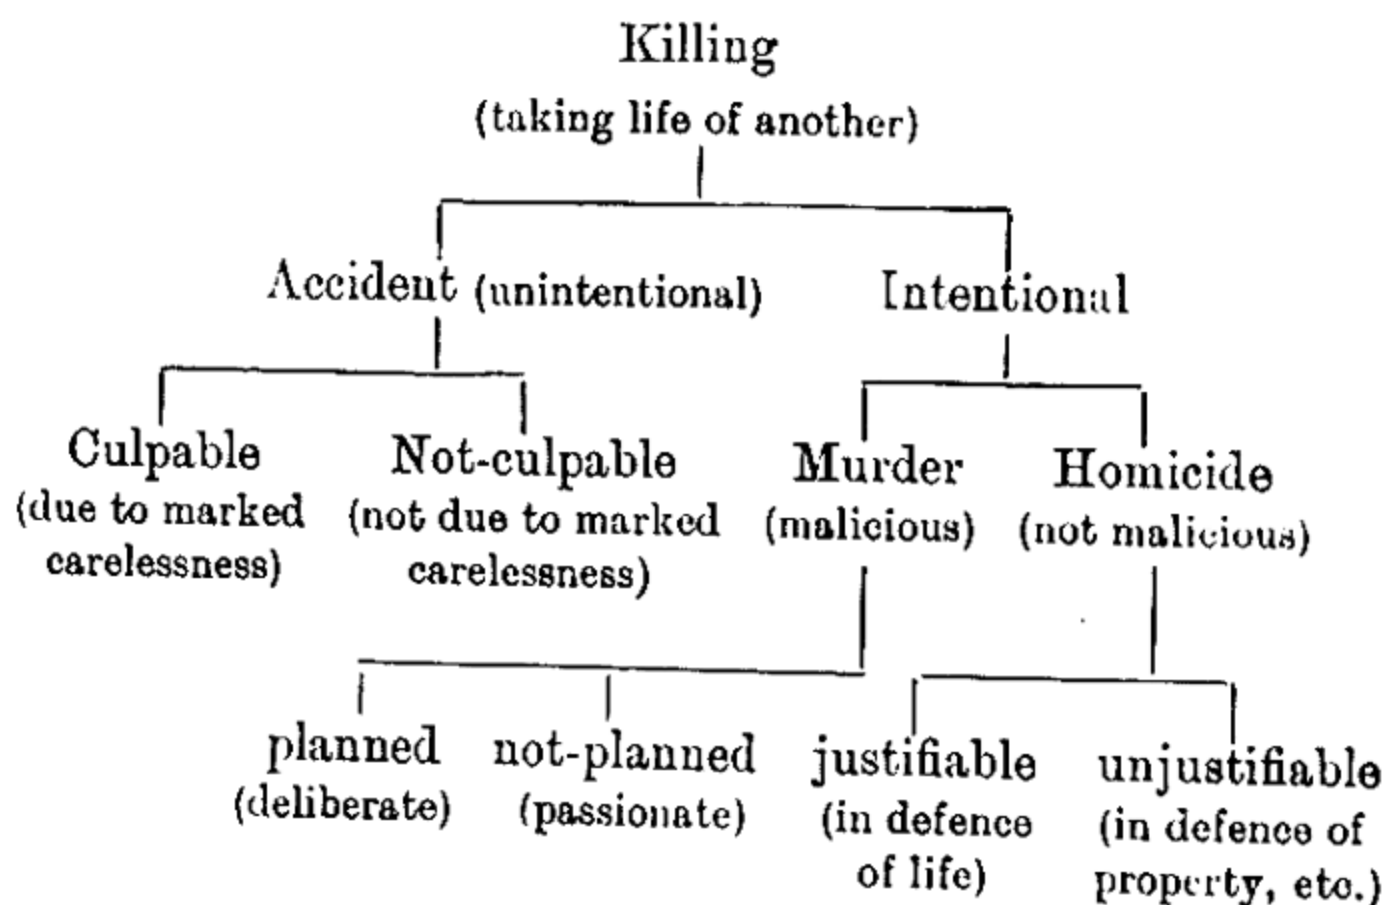 Killing
(taking life of another)
Accident (unintentional) Intentional
Culpable Not-culpable Murder Homicide
(due to marked (not due to marked (malicious) (not malicious)
carelessness) carelessness)
planned not-planned justifiable unjustifiable
(deliberate) (passionate) (in defence (in defence of
of life) property, etc.)